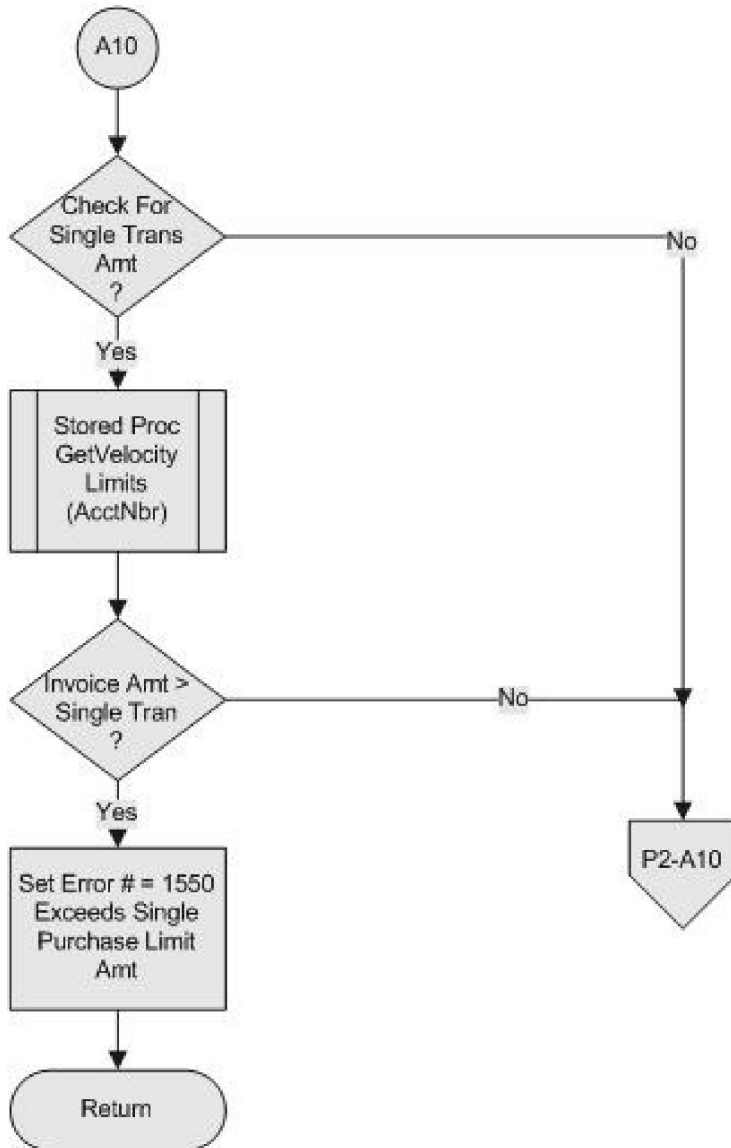 A10
Check For
Single Trans
Amt
?
No
Yes
Stored Proc
GetVelocity
Limits
(AcctNbr)
Invoice Amt >
Single Tran
?
No
Yes
Set Error # = 1550
Exceeds Single
Purchase Limit
Amt
P2-A10
Return